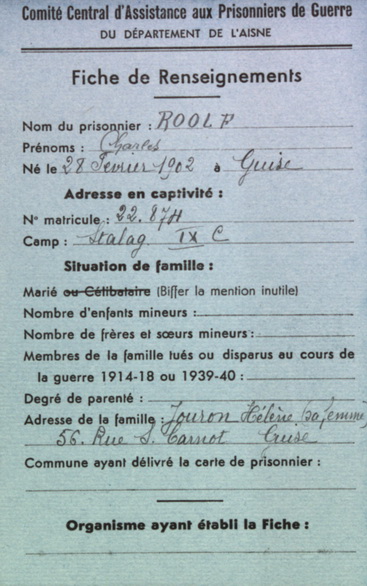 Comité Central d'Assistance aux Prisonniers de Guerre
DU DÉPARTEMENT DE L'AISNE
Fiche de Renseignements
Nom du prisonnier : ROOLF
Prénoms : Charles
Né le 28 Février 1902 à Guise
Adresse en captivité :
N° matricule : 22.874
Camp : Stalag IX C
Situation de famille :
Marié ou Célibataire (Biffer la mention inutile)
Nombre d'enfants mineurs :
Nombre de frères et sœurs mineurs :
Membres de la famille tués ou disparus au cours de
la guerre 1914-18 ou 1939-40 :
Degré de parenté :
Adresse de la famille : Jouron Hélène (sa femme)
56. Rue S. Carnot Guise
Commune ayant délivré la carte de prisonnier :
Organisme ayant établi la Fiche :